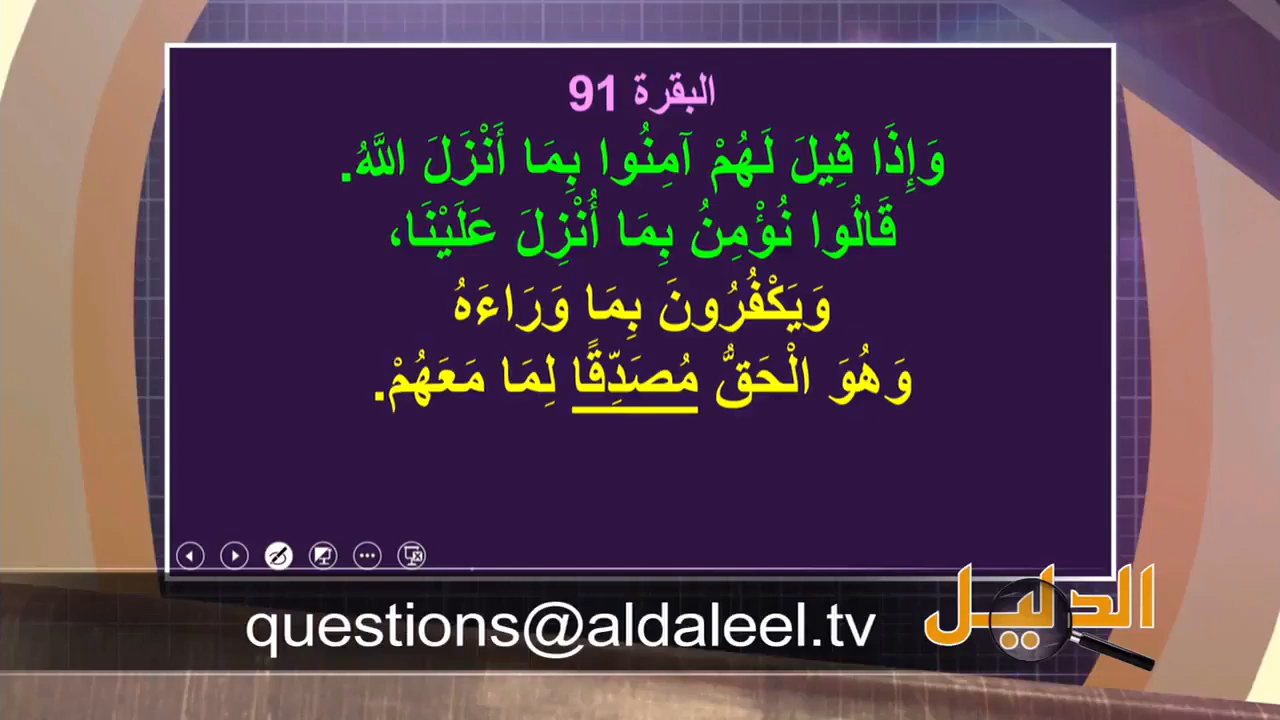 البقرة 91
وَإِذَا قِيلَ لَهُمْ آمِنُوا بِمَا أَنْزَلَ اللَّهُ.
قَالُوا نُؤْمِنُ بِمَا أُنْزِلَ عَلَيْنَا،
وَيَكْفُرُونَ بِمَا وَرَاءَهُ
وَهُوَ الْحَقُّ مُصَدِّقًا لِمَا مَعَهُمْ.
questions@aldaleel.tv
الدليل